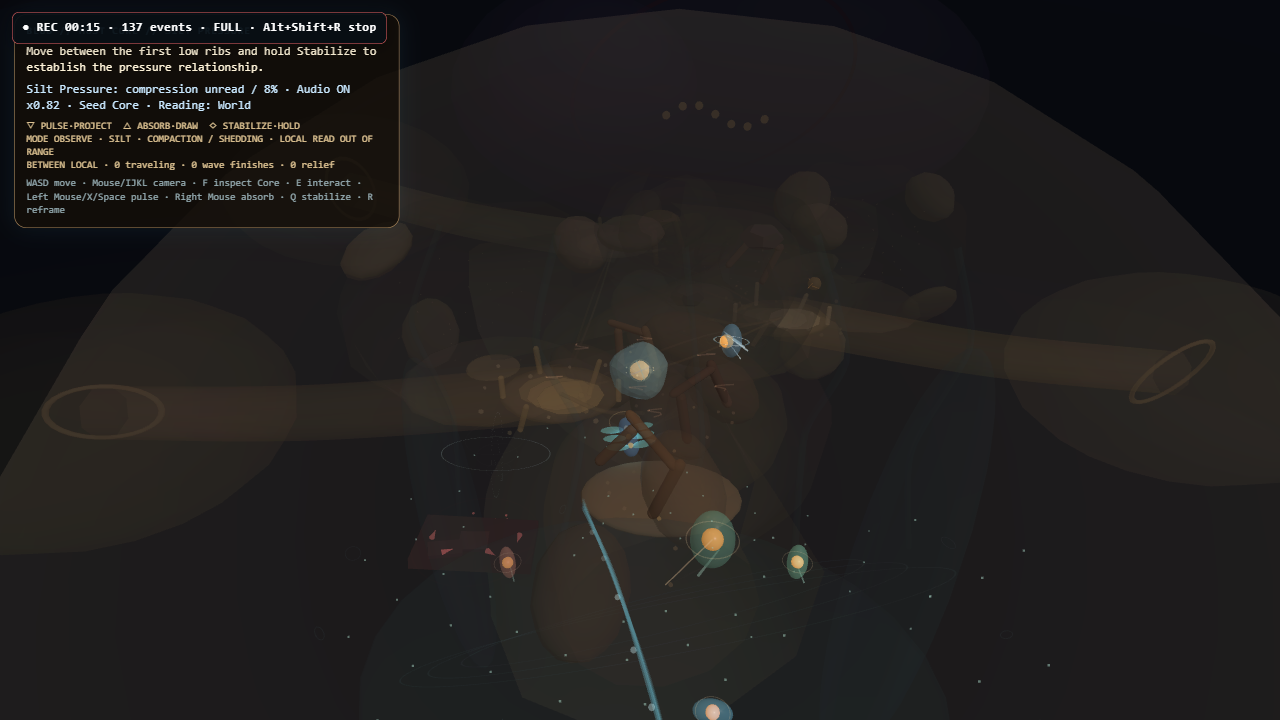 ● REC 00:15 · 137 events · FULL · Alt+Shift+R stop
Move between the first low ribs and hold Stabilize to
establish the pressure relationship.
Silt Pressure: compression unread / 8% · Audio ON
x0.82 · Seed Core · Reading: World
▽ PULSE·PROJECT △ ABSORB·DRAW ◇ STABILIZE·HOLD
MODE OBSERVE · SILT · COMPACTION / SHEDDING · LOCAL READ OUT OF
RANGE
BETWEEN LOCAL · 0 traveling · 0 wave finishes · 0 relief
WASD move · Mouse/IJKL camera · F inspect Core · E interact ·
Left Mouse/X/Space pulse · Right Mouse absorb · Q stabilize · R
reframe